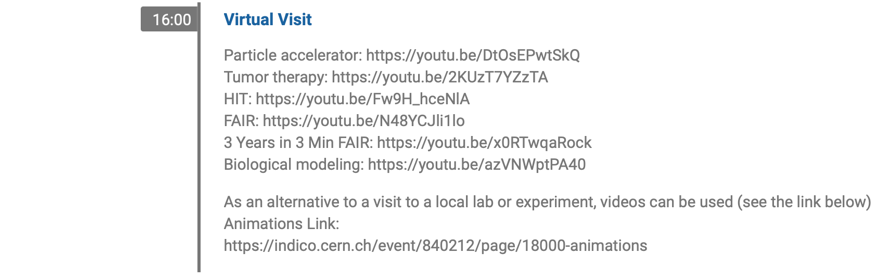 16:00
Virtual Visit
Particle accelerator: https://youtu.be/DtOsEPwtSkQ
Tumor therapy: https://youtu.be/2KUzT7YZzTA
HIT: https://youtu.be/Fw9H_hceNlA
FAIR: https://youtu.be/N48YCJli1lo
3 Years in 3 Min FAIR: https://youtu.be/x0RTwqaRock
Biological modeling: https://youtu.be/azVNWptPA40
As an alternative to a visit to a local lab or experiment, videos can be used (see the link below)
Animations Link:
https://indico.cern.ch/event/840212/page/18000-animations